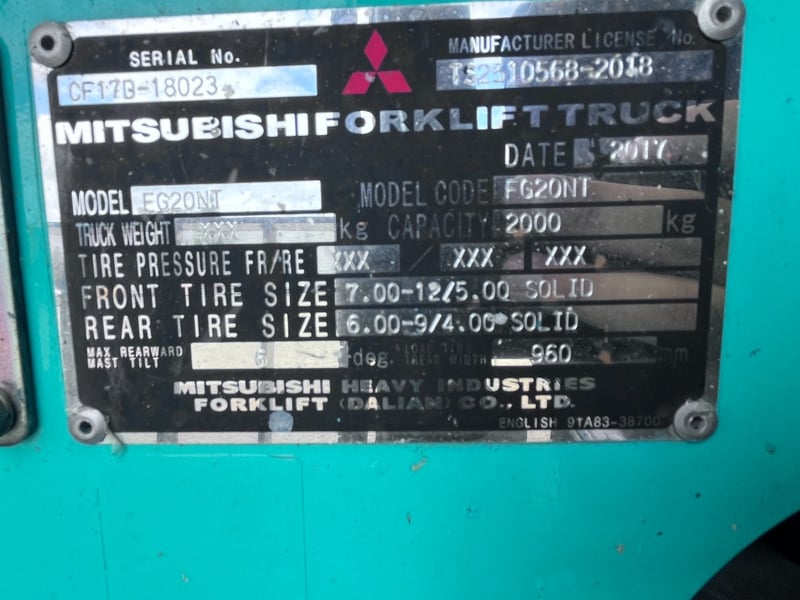 SERIAL No.
MANUFACTURER LICENSE No.
CF17B-18023
TS2510568-2018
MITSUBISHI FORKLIFT TRUCK
DATE 2017
MODEL FG20NT MODEL CODE FG20NT
TRUCK WEIGHT XXX kg CAPACITY 2000 kg
TIRE PRESSURE FR/RE XXX / XXX XXX
FRONT TIRE SIZE 7.00-12/5.00 SOLID
REAR TIRE SIZE 6.00-9/4.00 SOLID
MAX REARWARD
MAST TILT 6 deg. TREAD WIDTH 960 mm
MITSUBISHI HEAVY INDUSTRIES
FORKLIFT (DALIAN) CO., LTD.
ENGLISH 91A83-38700